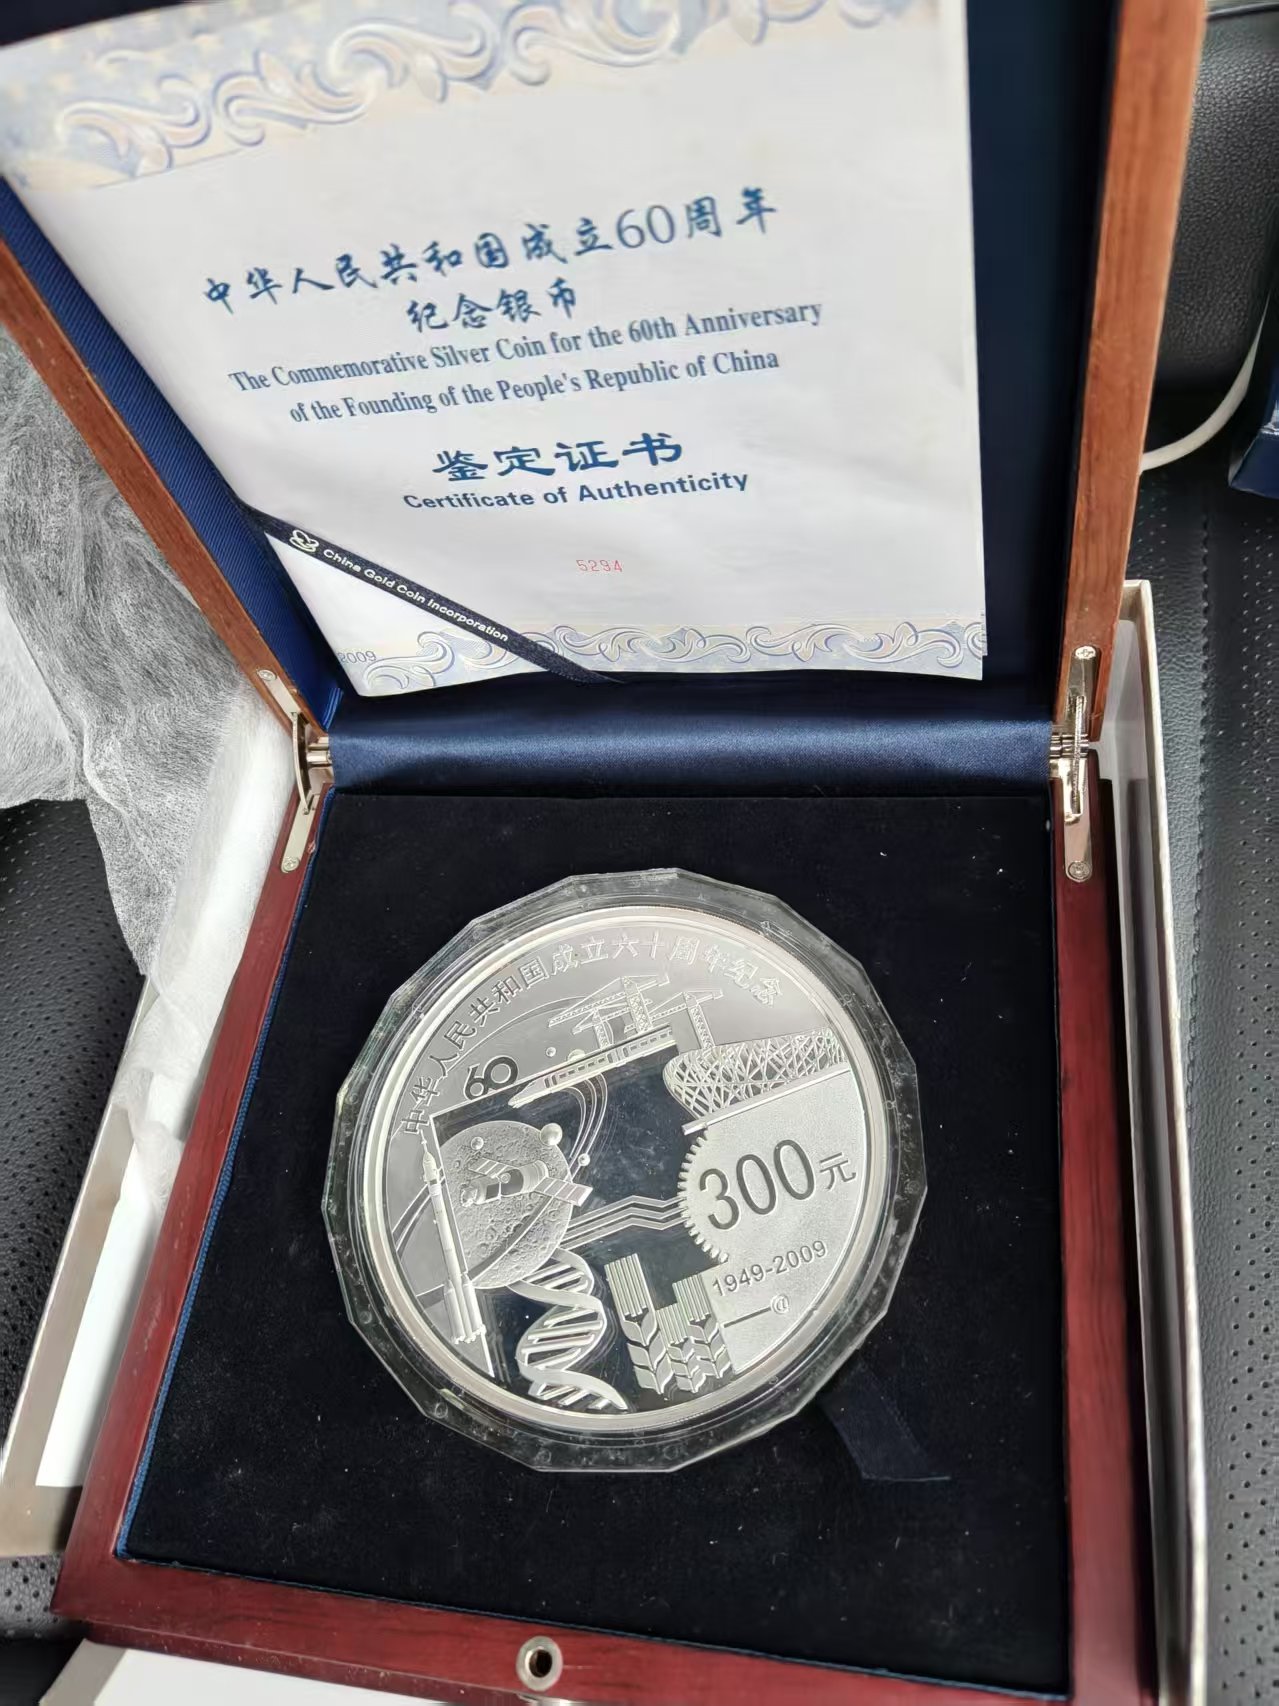 中华人民共和国成立60周年
纪念银币
The Commemorative Silver Coin for the 60th Anniversary
of the Founding of the People's Republic of China
鉴定证书
Certificate of Authenticity
5294
China Gold Coin Incorporation
2009
中华人民共和国成立六十周年纪念
60
300元
1949-2009